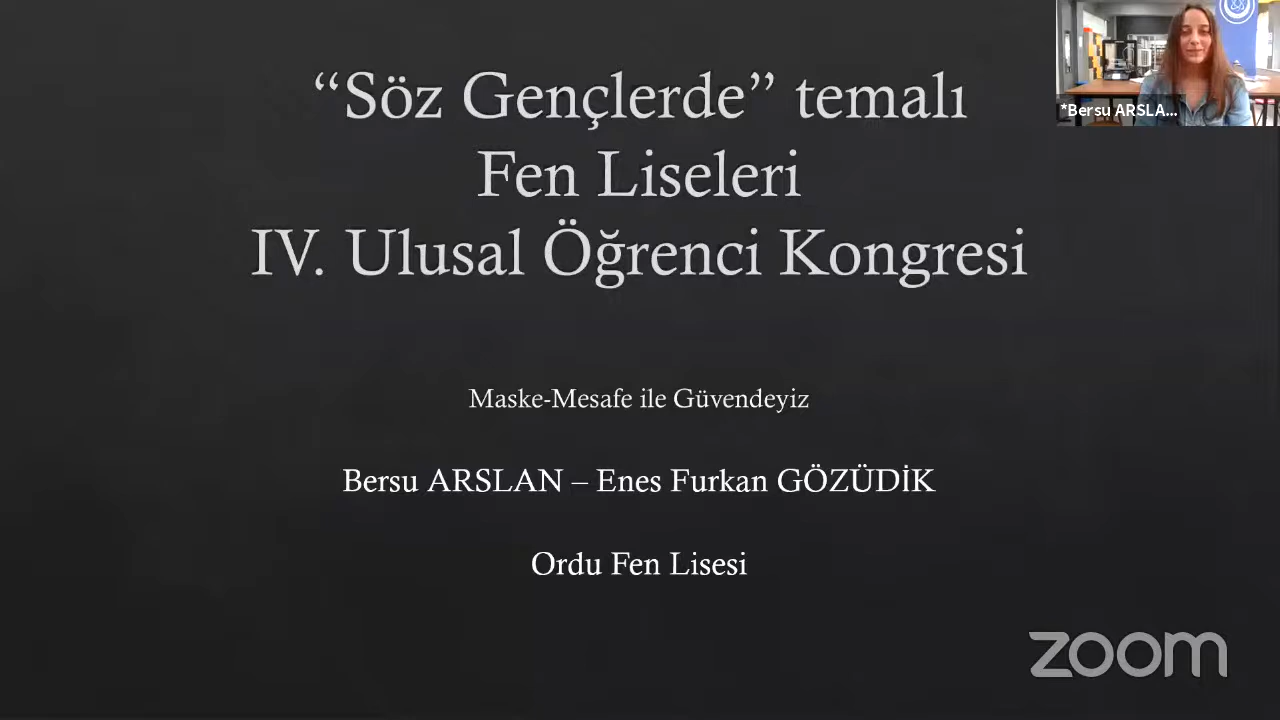 *Bersu ARSLA...
“Söz Gençlerde” temalı
Fen Liseleri
IV. Ulusal Öğrenci Kongresi
Maske-Mesafe ile Güvendeyiz
Bersu ARSLAN – Enes Furkan GÖZÜDİK
Ordu Fen Lisesi
zoom